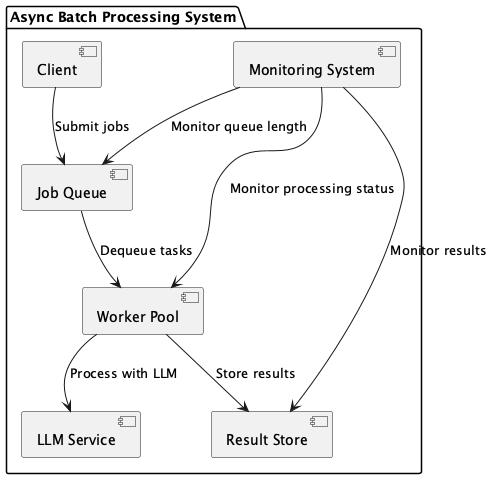 Async Batch Processing System
Client
Monitoring System
Submit jobs
Monitor queue length
Job Queue
Monitor processing status
Dequeue tasks
Monitor results
Worker Pool
Process with LLM
Store results
LLM Service
Result Store